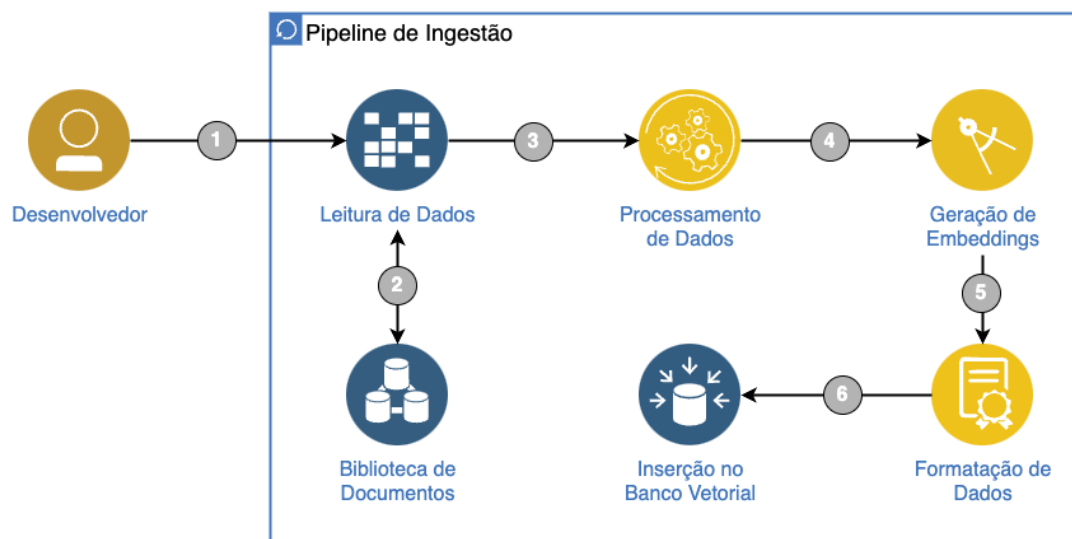 Pipeline de Ingestão
1
3
4
Desenvolvedor
Leitura de Dados
Processamento
de Dados
Geração de
Embeddings
2
5
6
Biblioteca de
Documentos
Inserção no
Banco Vetorial
Formatação de
Dados